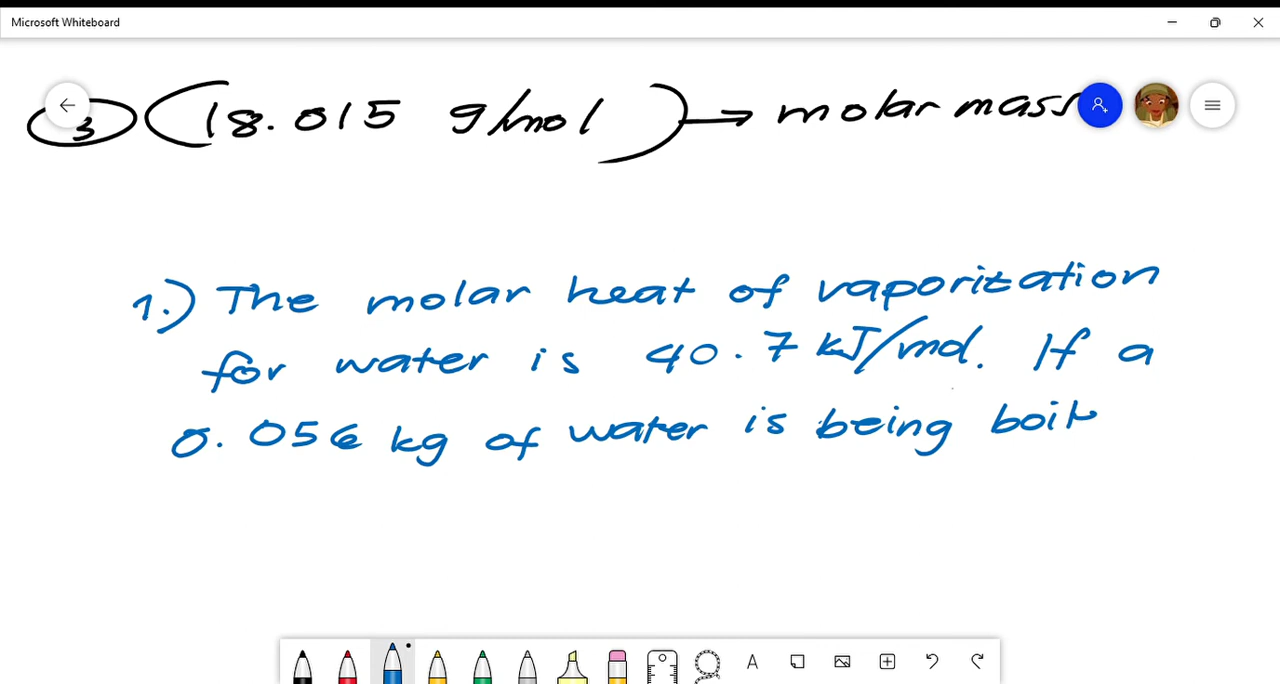 Microsoft Whiteboard
3 (18.015 g/mol) → molar mass
1.) The molar heat of vaporization
for water is 40.7 kJ/mol. If a
0.056 kg of water is being boil